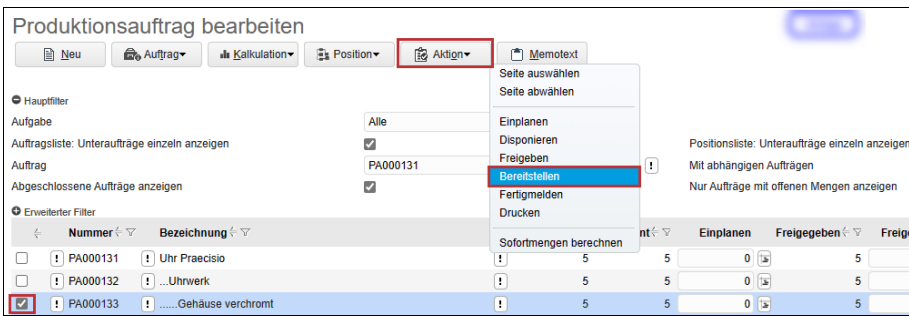 Produktionsauftrag bearbeiten
Neu Auftrag Kalkulation Position Aktion Memotext
Seite auswählen
Seite abwählen
Einplanen
Disponieren
Freigeben
Bereitstellen
Fertigmelden
Drucken
Sofortmengen berechnen
Hauptfilter
Aufgabe Alle
Auftragsliste: Unteraufträge einzeln anzeigen Positionsliste: Unteraufträge einzeln anzeigen
Auftrag PA000131 ! Mit abhängigen Aufträgen
Abgeschlossene Aufträge anzeigen Nur Aufträge mit offenen Mengen anzeigen
Erweiterter Filter
Nummer Bezeichnung nt Einplanen Freigegeben Freige
! PA000131 ! Uhr Praecisio ! 5 5 0 5
! PA000132 ! ...Uhrwerk ! 5 5 0 5
! PA000133 ! ......Gehäuse verchromt ! 5 5 0 5